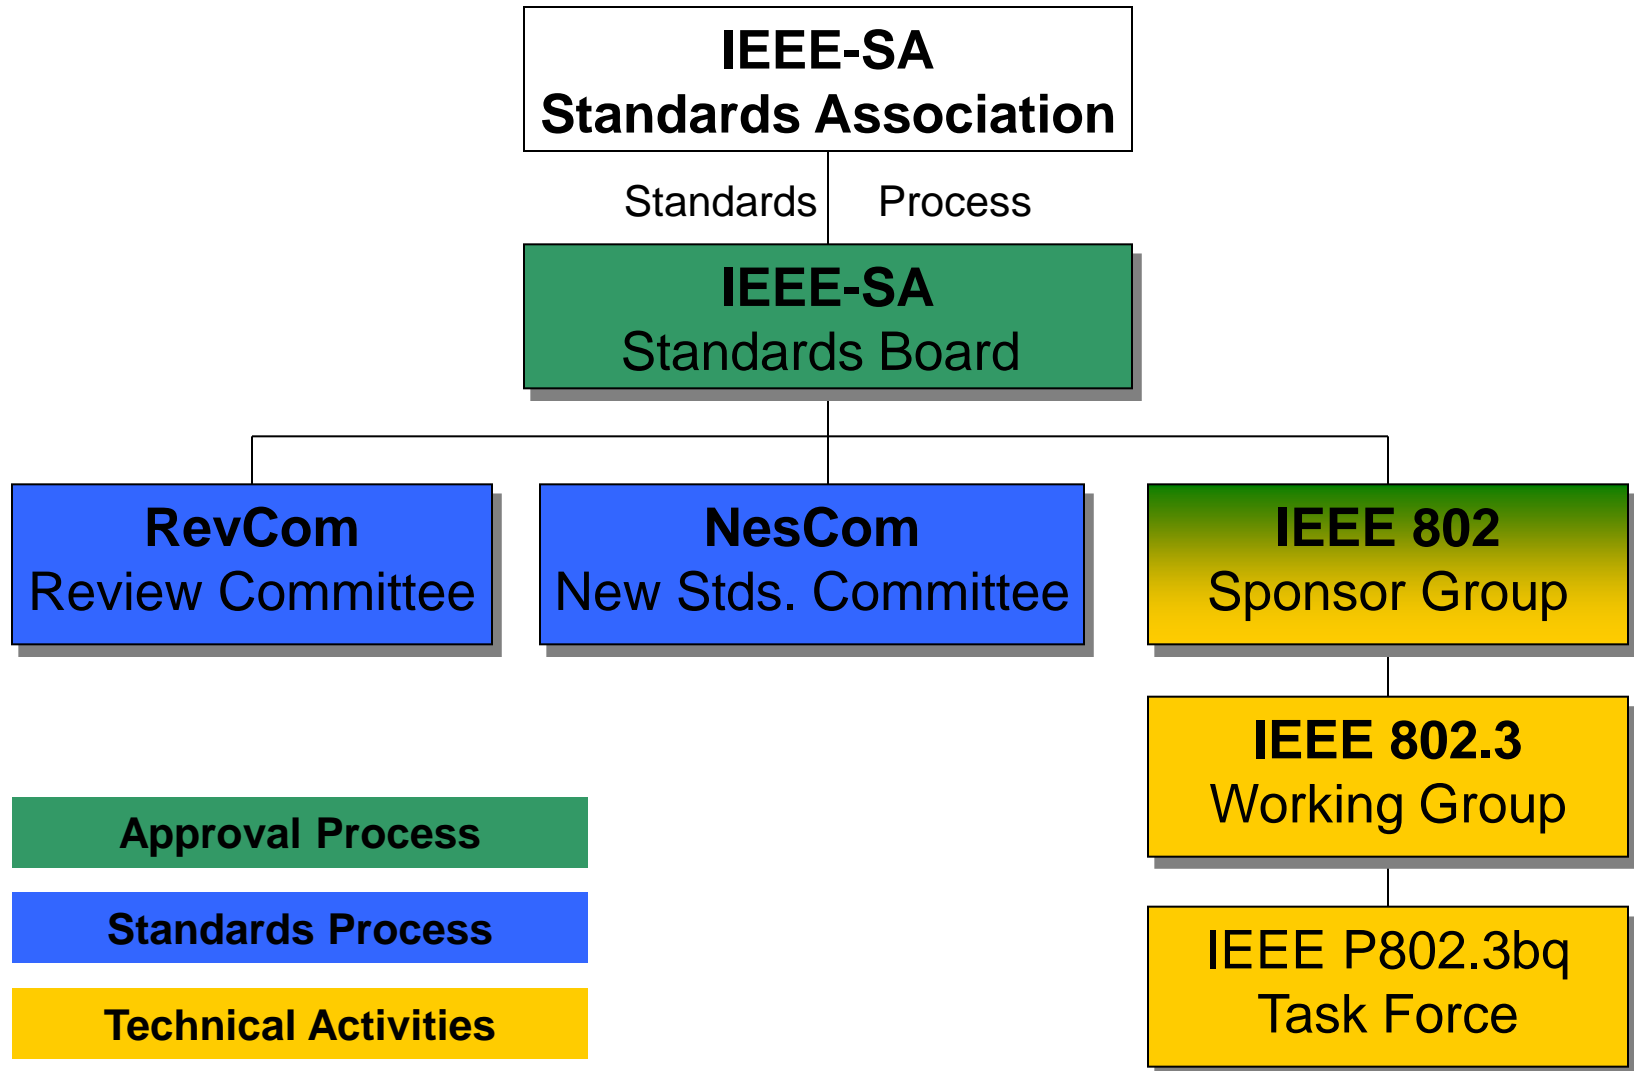 IEEE-SA
Standards Association
Standards Process
IEEE-SA
Standards Board
RevCom
Review Committee
NesCom
New Stds. Committee
IEEE 802
Sponsor Group
IEEE 802.3
Working Group
IEEE P802.3bq
Task Force
Approval Process
Standards Process
Technical Activities